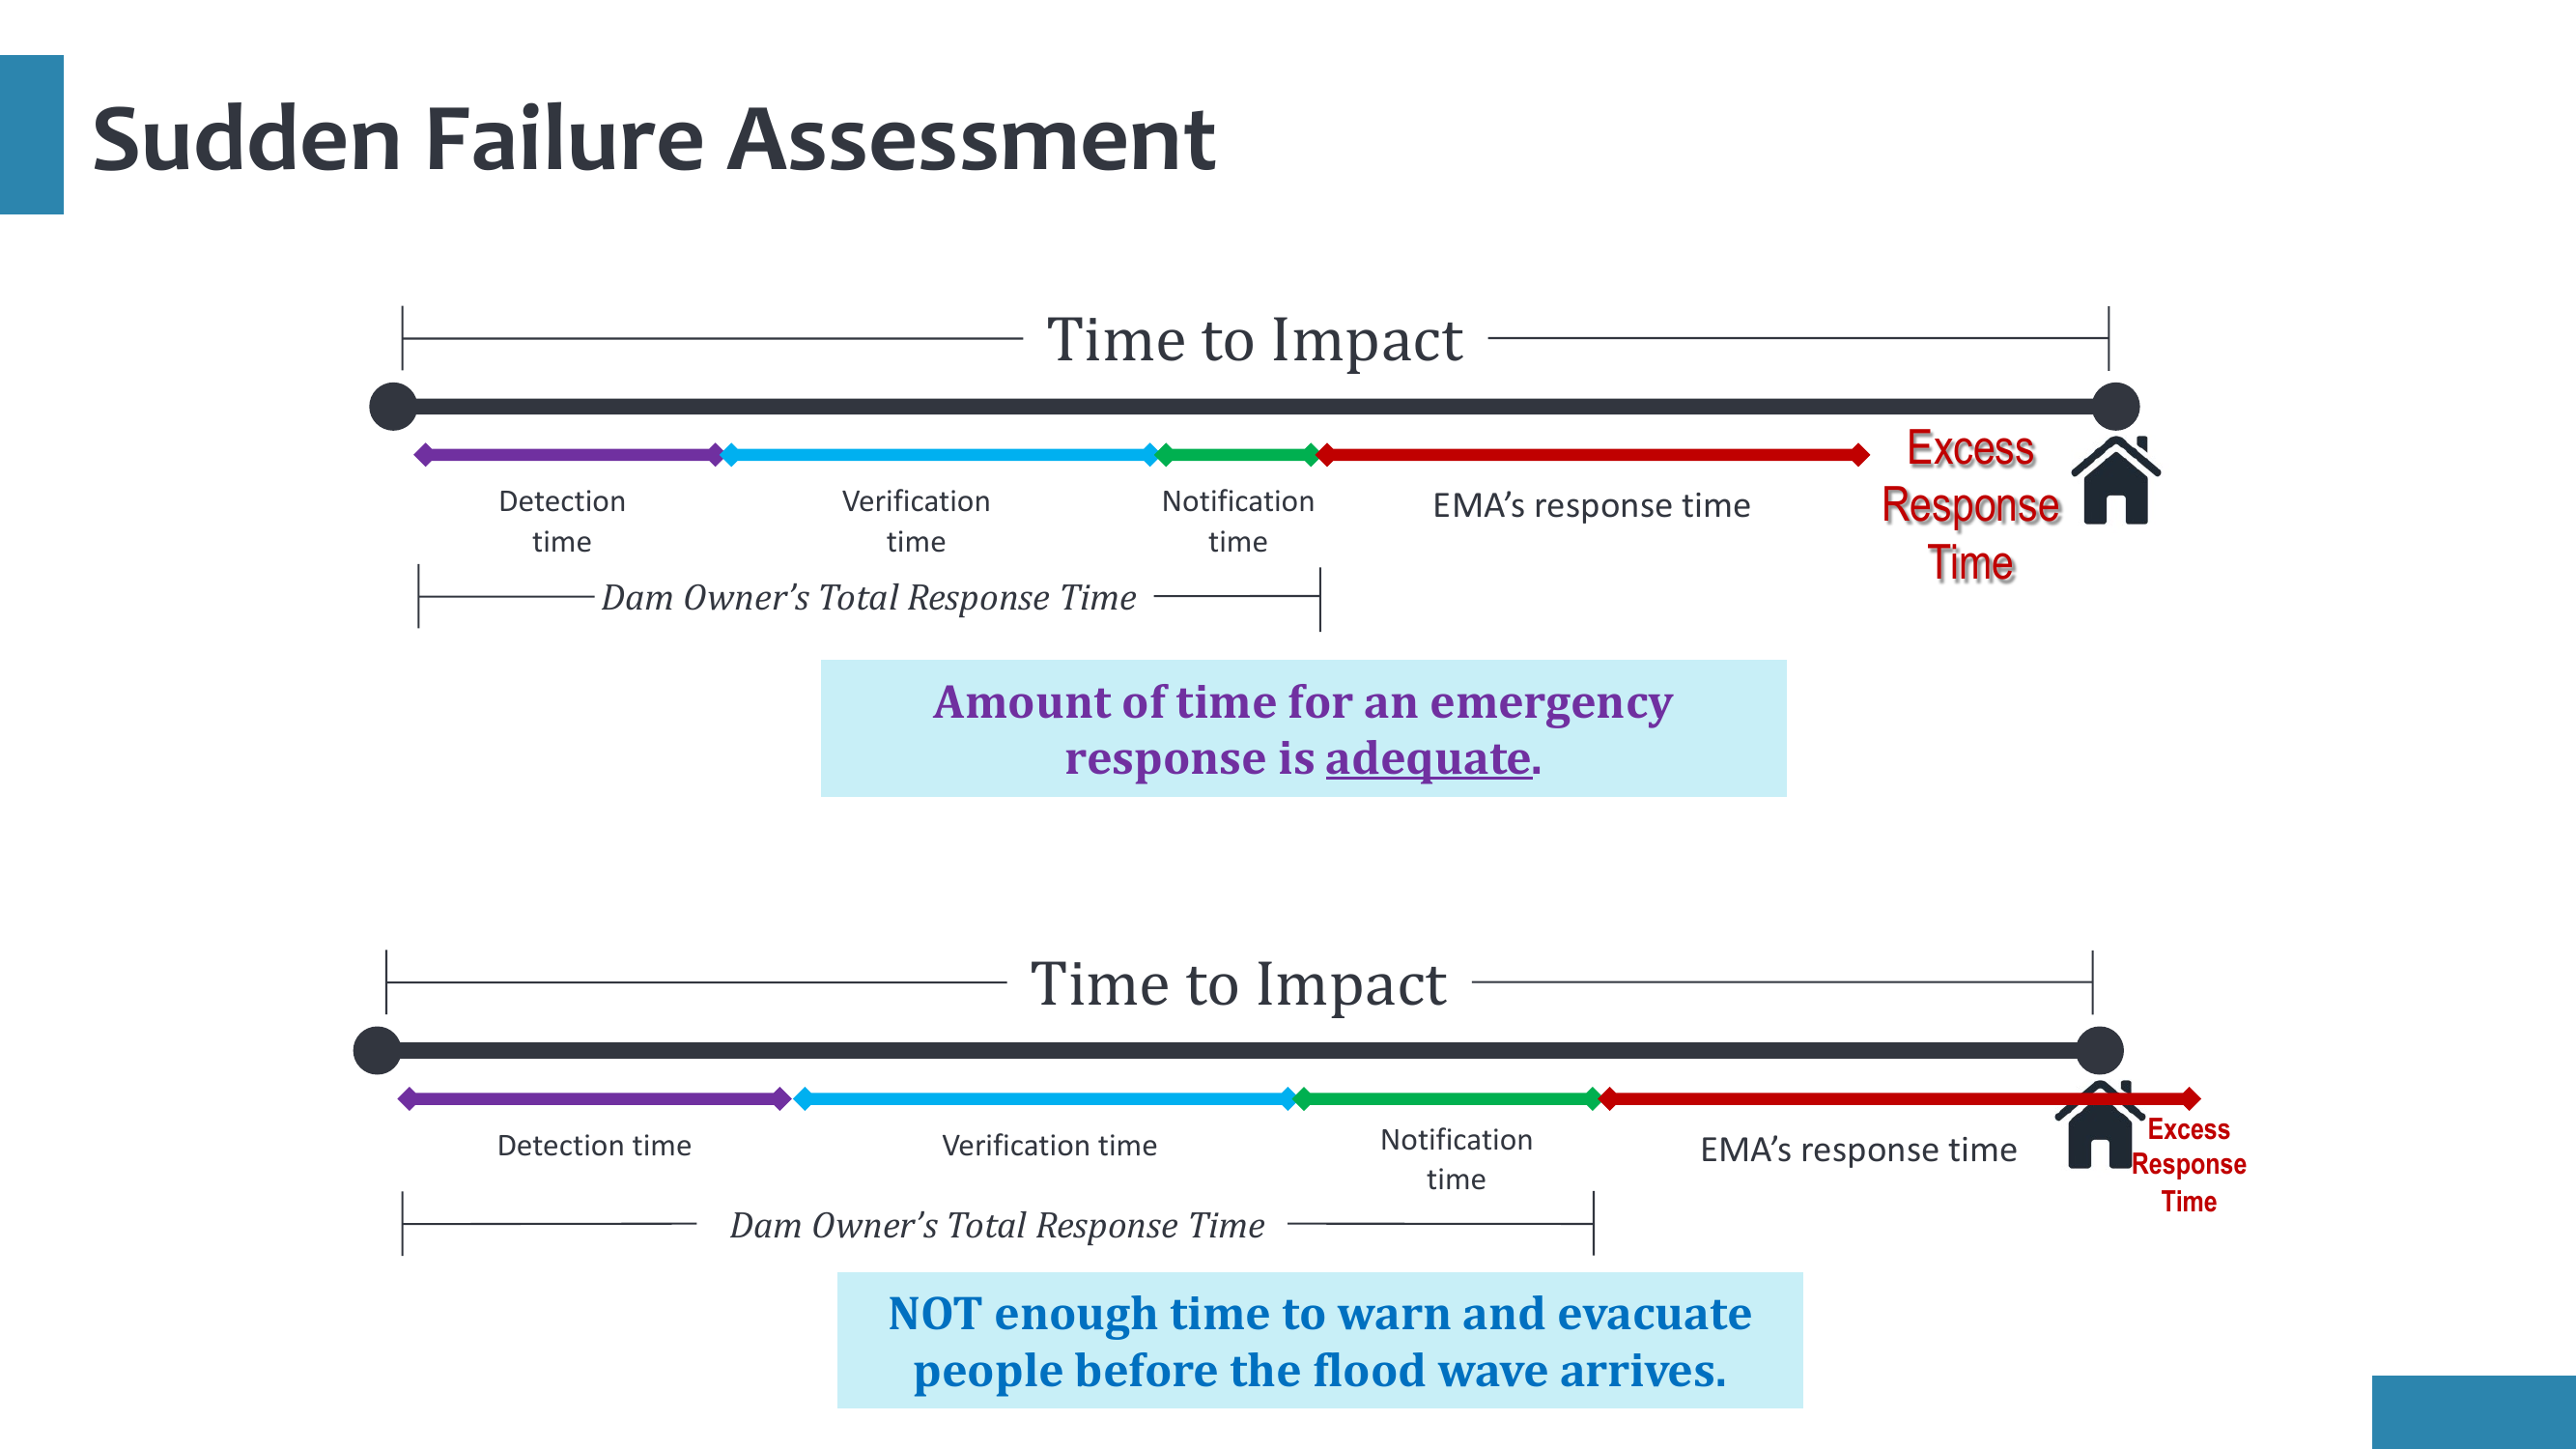 Sudden Failure Assessment
Time to Impact
Detection
time
Verification
time
Notification
time
EMA’s response time
Excess
Response
Time
Dam Owner’s Total Response Time
Amount of time for an emergency
response is adequate.
Time to Impact
Detection time
Verification time
Notification
time
EMA’s response time
Excess
Response
Time
Dam Owner’s Total Response Time
NOT enough time to warn and evacuate
people before the flood wave arrives.